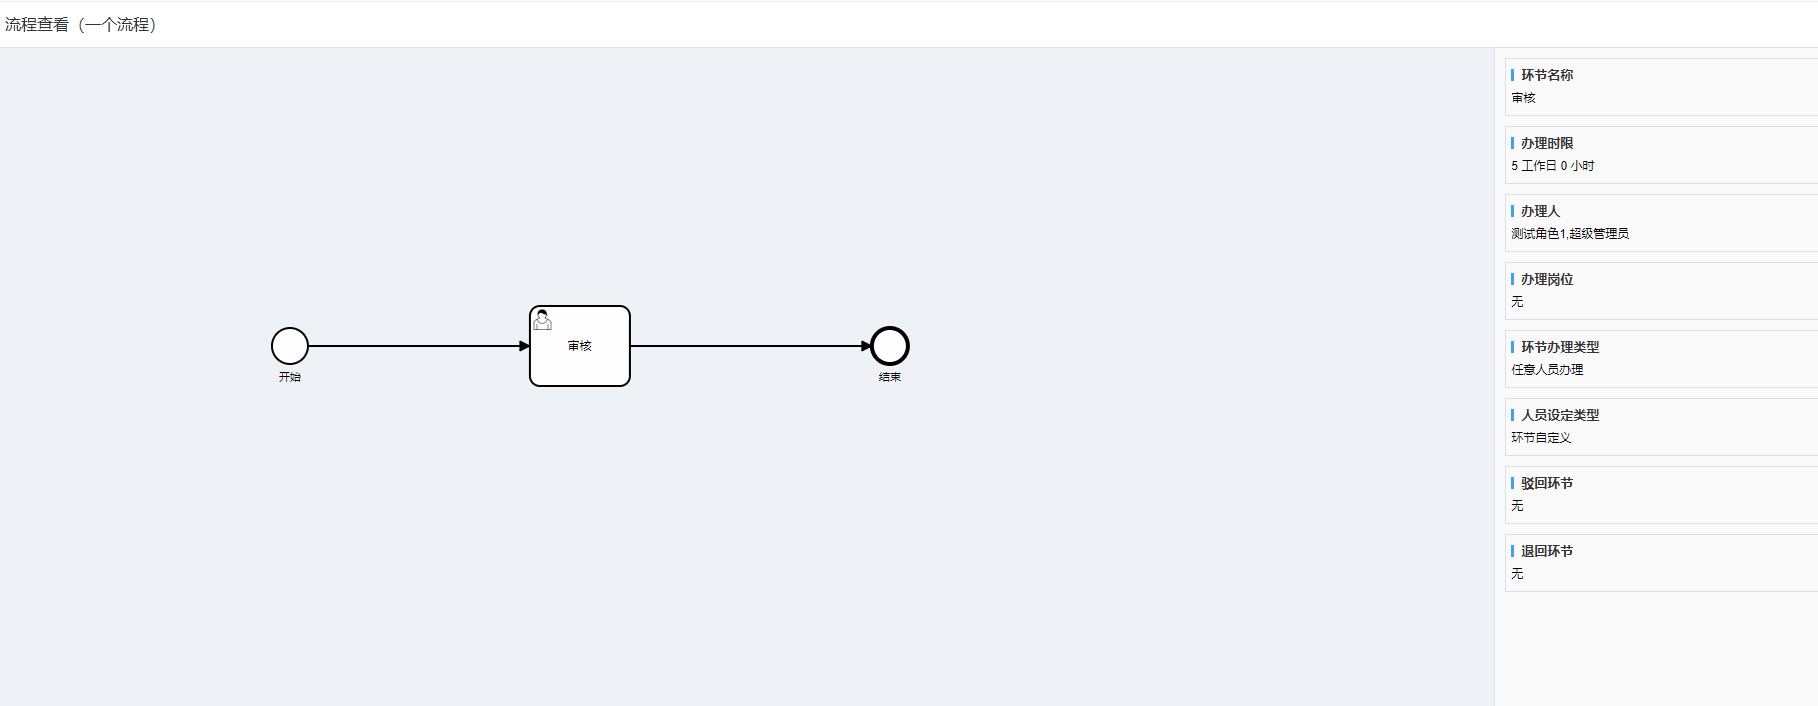 流程查看（一个流程）
开始
审核
结束
环节名称
审核
办理时限
5 工作日 0 小时
办理人
测试角色1,超级管理员
办理岗位
无
环节办理类型
任意人员办理
人员设定类型
环节自定义
驳回环节
无
退回环节
无